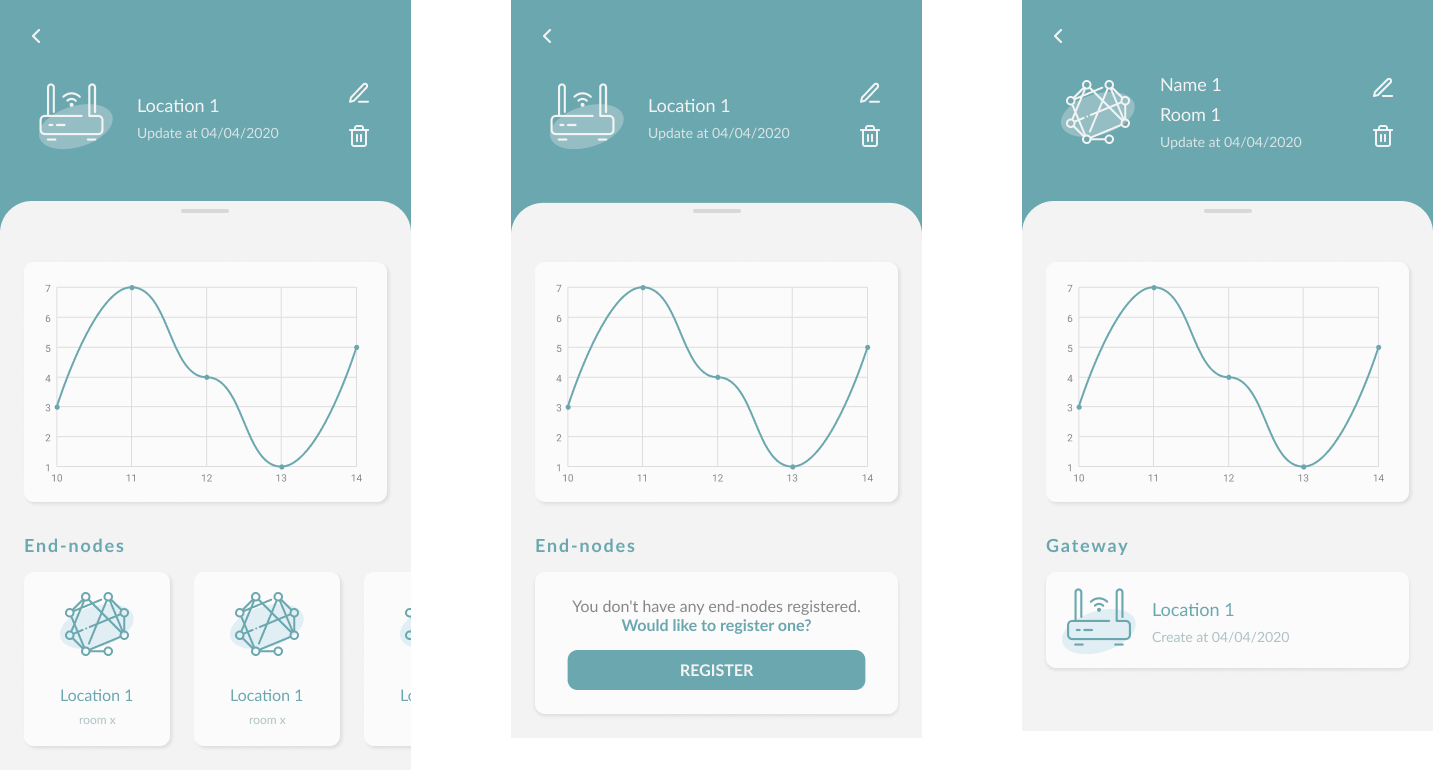 Location 1
Update at 04/04/2020
7
6
5
4
3
2
1
10 11 12 13 14
End-nodes
Location 1
room x
Location 1
room x
Lo
Location 1
Update at 04/04/2020
7
6
5
4
3
2
1
10 11 12 13 14
End-nodes
You don't have any end-nodes registered.
Would like to register one?
REGISTER
Name 1
Room 1
Update at 04/04/2020
7
6
5
4
3
2
1
10 11 12 13 14
Gateway
Location 1
Create at 04/04/2020